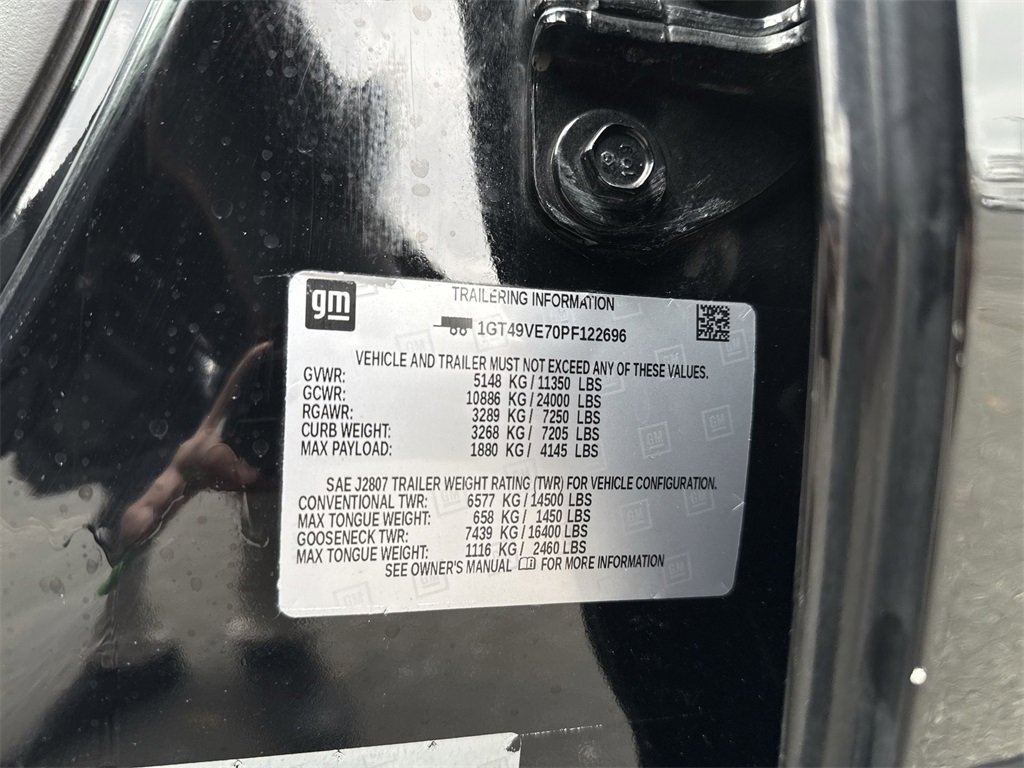 gm
TRAILERING INFORMATION
1GT49VE70PF122696
VEHICLE AND TRAILER MUST NOT EXCEED ANY OF THESE VALUES.
GVWR: 5148 KG / 11350 LBS
GCWR: 10886 KG / 24000 LBS
RGAWR: 3289 KG / 7250 LBS
CURB WEIGHT: 3268 KG / 7205 LBS
MAX PAYLOAD: 1880 KG / 4145 LBS
SAE J2807 TRAILER WEIGHT RATING (TWR) FOR VEHICLE CONFIGURATION.
CONVENTIONAL TWR: 6577 KG / 14500 LBS
MAX TONGUE WEIGHT: 658 KG / 1450 LBS
GOOSENECK TWR: 7439 KG / 16400 LBS
MAX TONGUE WEIGHT: 1116 KG / 2460 LBS
SEE OWNER'S MANUAL FOR MORE INFORMATION